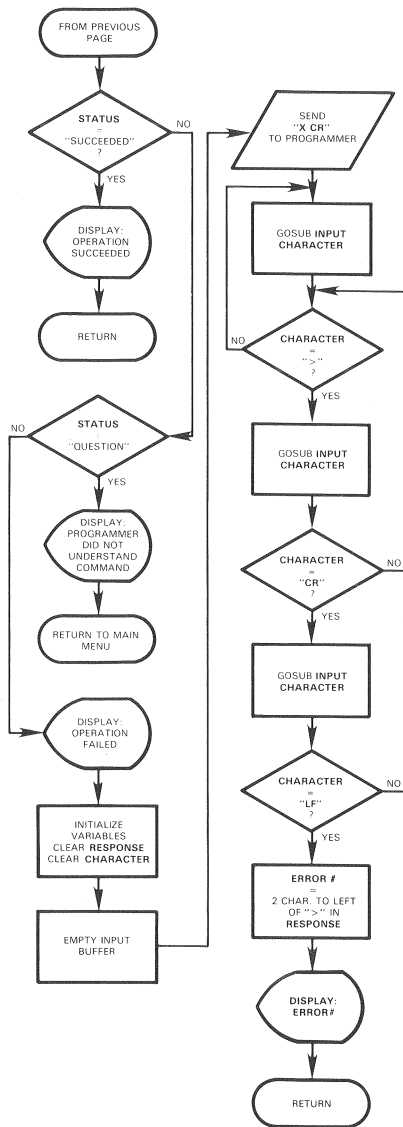 FROM PREVIOUS
PAGE
STATUS
=
"SUCCEEDED"
?
NO
YES
DISPLAY:
OPERATION
SUCCEEDED
RETURN
NO
STATUS
=
"QUESTION"
YES
DISPLAY:
PROGRAMMER
DID NOT
UNDERSTAND
COMMAND
RETURN TO MAIN
MENU
DISPLAY:
OPERATION
FAILED
INITIALIZE
VARIABLES
CLEAR RESPONSE
CLEAR CHARACTER
EMPTY INPUT
BUFFER
SEND
"X CR"
TO PROGRAMMER
GOSUB INPUT
CHARACTER
NO
CHARACTER
=
">"
?
YES
GOSUB INPUT
CHARACTER
CHARACTER
=
"CR"
?
NO
YES
GOSUB INPUT
CHARACTER
CHARACTER
=
"LF"
?
NO
YES
ERROR #
=
2 CHAR. TO LEFT
OF ">" IN
RESPONSE
DISPLAY:
ERROR#
RETURN